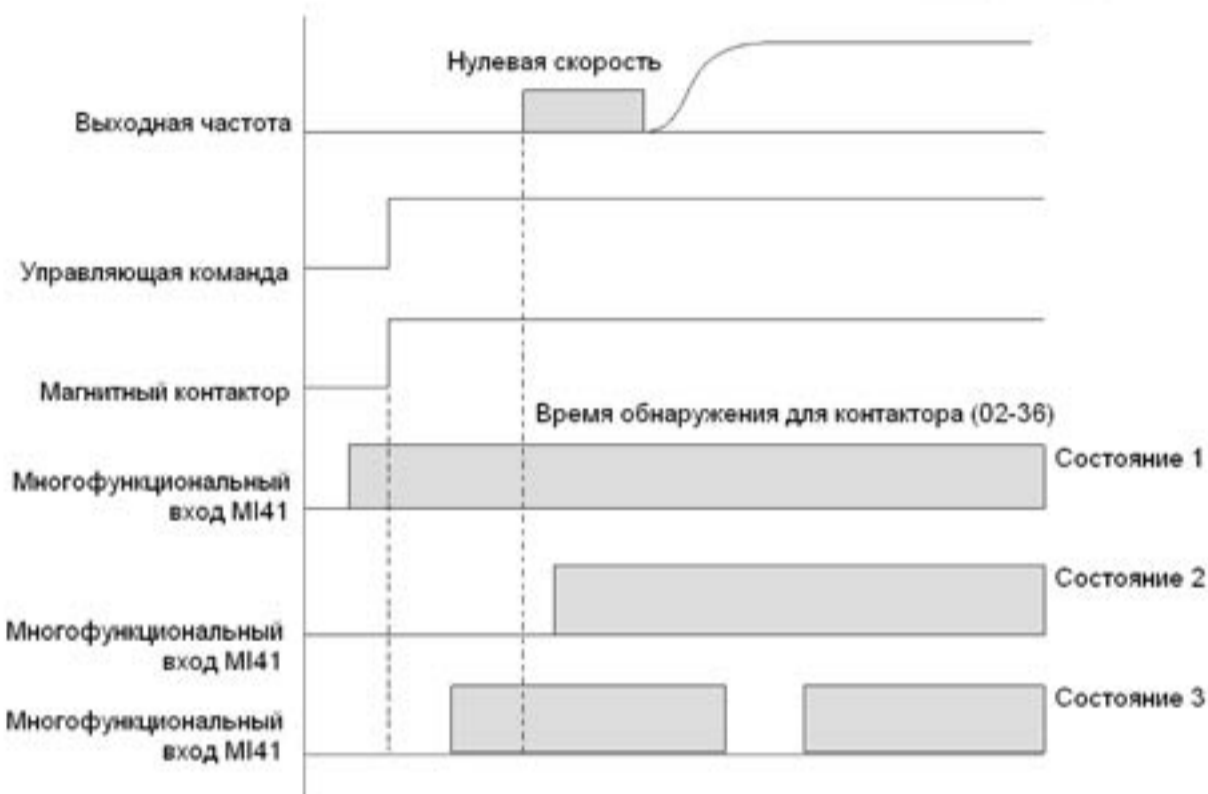 Нулевая скорость
Выходная частота
Управляющая команда
Магнитный контактор
Время обнаружения для контактора (02-36)
Состояние 1
Многофункциональный
вход MI41
Состояние 2
Многофункциональный
вход MI41
Состояние 3
Многофункциональный
вход MI41